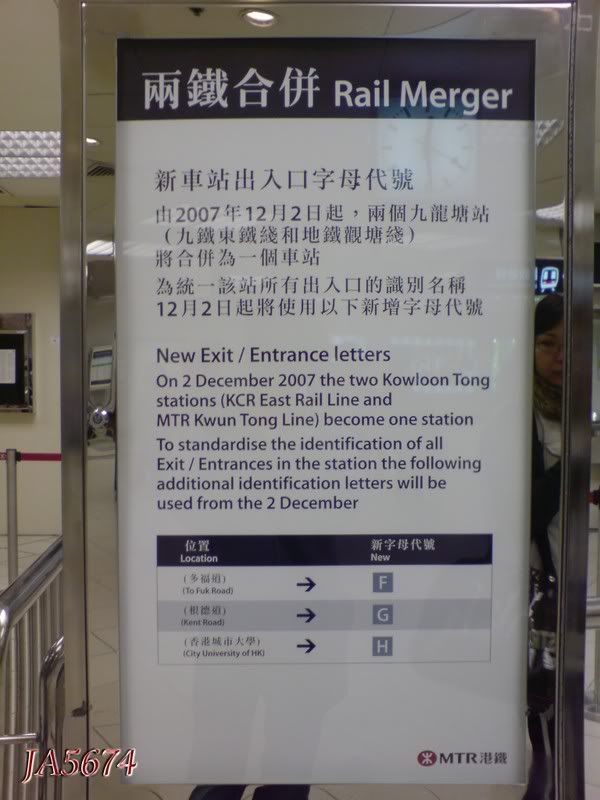 兩鐵合併 Rail Merger
新車站出入口字母代號
由2007年12月2日起，兩個九龍塘站
（九鐵東鐵綫和地鐵觀塘綫）
將合併為一個車站
為統一該站所有出入口的識別名稱
12月2日起將使用以下新增字母代號
New Exit / Entrance letters
On 2 December 2007 the two Kowloon Tong
stations (KCR East Rail Line and
MTR Kwun Tong Line) become one station
To standardise the identification of all
Exit / Entrances in the station the following
additional identification letters will be
used from the 2 December
位置 新字母代號
Location New
(多福道) → F
(To Fuk Road)
(根德道) → G
(Kent Road)
(香港城市大學) → H
(City University of HK)
MTR 港鐵
JA5674